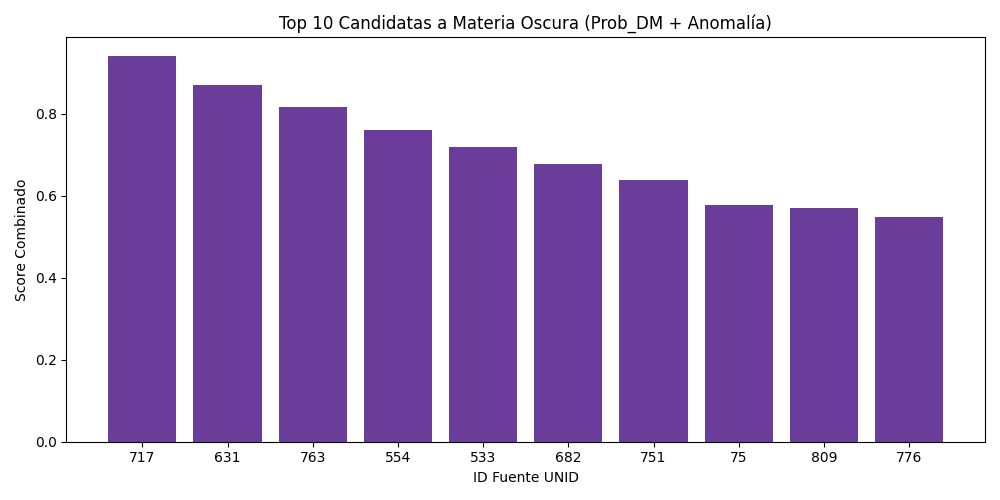 Top 10 Candidatas a Materia Oscura (Prob_DM + Anomalía)
Score Combinado
0.8
0.6
0.4
0.2
0.0
717 631 763 554 533 682 751 75 809 776
ID Fuente UNID